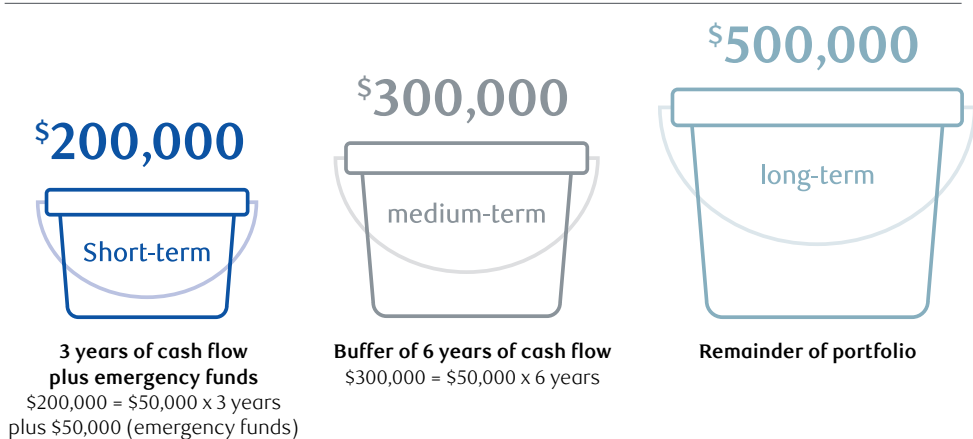 $200,000
Short-term
3 years of cash flow
plus emergency funds
$200,000 = $50,000 x 3 years
plus $50,000 (emergency funds)
$300,000
medium-term
Buffer of 6 years of cash flow
$300,000 = $50,000 x 6 years
$500,000
long-term
Remainder of portfolio